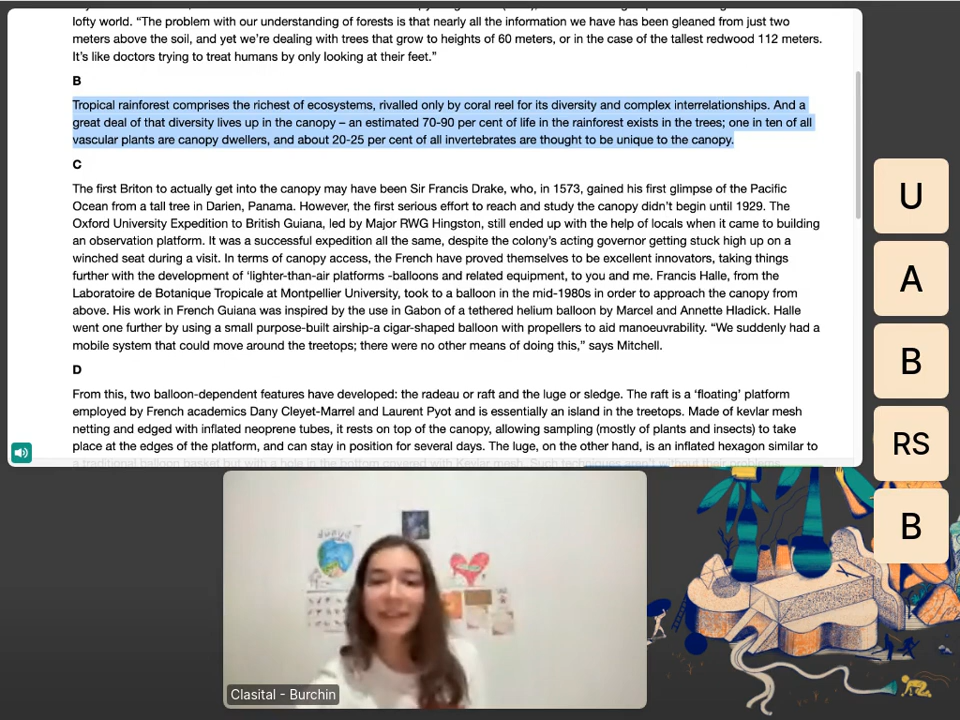 lofty world. “The problem with our understanding of forests is that nearly all the information we have has been gleaned from just two
meters above the soil, and yet we’re dealing with trees that grow to heights of 60 meters, or in the case of the tallest redwood 112 meters.
It’s like doctors trying to treat humans by only looking at their feet.”
B
Tropical rainforest comprises the richest of ecosystems, rivalled only by coral reel for its diversity and complex interrelationships. And a
great deal of that diversity lives up in the canopy – an estimated 70-90 per cent of life in the rainforest exists in the trees; one in ten of all
vascular plants are canopy dwellers, and about 20-25 per cent of all invertebrates are thought to be unique to the canopy.
C
The first Briton to actually get into the canopy may have been Sir Francis Drake, who, in 1573, gained his first glimpse of the Pacific
Ocean from a tall tree in Darien, Panama. However, the first serious effort to reach and study the canopy didn’t begin until 1929. The
Oxford University Expedition to British Guiana, led by Major RWG Hingston, still ended up with the help of locals when it came to building
an observation platform. It was a successful expedition all the same, despite the colony’s acting governor getting stuck high up on a
winched seat during a visit. In terms of canopy access, the French have proved themselves to be excellent innovators, taking things
further with the development of ‘lighter-than-air platforms -balloons and related equipment, to you and me. Francis Halle, from the
Laboratoire de Botanique Tropicale at Montpellier University, took to a balloon in the mid-1980s in order to approach the canopy from
above. His work in French Guiana was inspired by the use in Gabon of a tethered helium balloon by Marcel and Annette Hladick. Halle
went one further by using a small purpose-built airship-a cigar-shaped balloon with propellers to aid manoeuvrability. “We suddenly had a
mobile system that could move around the treetops; there were no other means of doing this,” says Mitchell.
D
From this, two balloon-dependent features have developed: the radeau or raft and the luge or sledge. The raft is a ‘floating’ platform
employed by French academics Dany Cleyet-Marrel and Laurent Pyot and is essentially an island in the treetops. Made of kevlar mesh
netting and edged with inflated neoprene tubes, it rests on top of the canopy, allowing sampling (mostly of plants and insects) to take
place at the edges of the platform, and can stay in position for several days. The luge, on the other hand, is an inflated hexagon similar to
a traditional balloon basket but with a hole in the bottom covered with Kevlar mesh. Such techniques aren’t without their problems,
U
A
B
RS
B
dünya
Clasital - Burchin